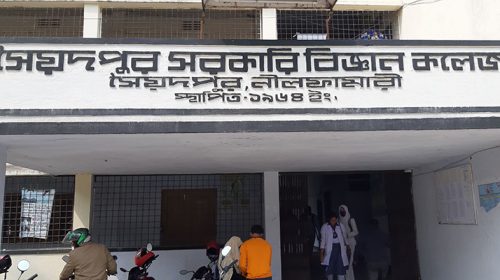 সৈয়দপুর সরকারি বিজ্ঞান কলেজ
সৈয়দপুর, নীলফামারী
স্থাপিত-১৯৬৪ ইং.